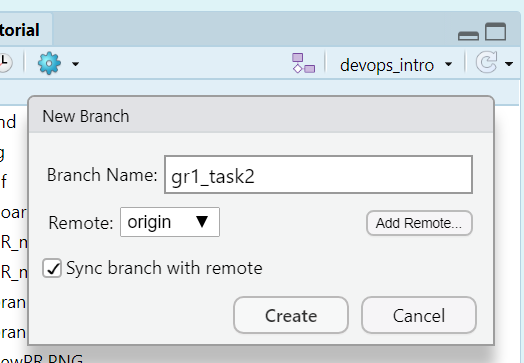 torial
devops_intro
New Branch
nd
Branch Name: gr1_task2
g
f
Remote: origin
Add Remote...
oar
R_n
Sync branch with remote
R_n
ran
Create
Cancel
ran
ewPR.PNG